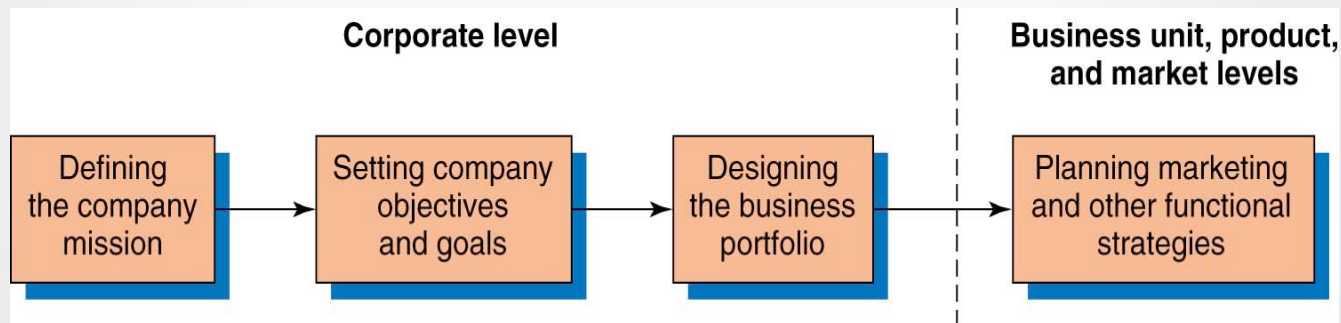 Corporate level
Business unit, product,
and market levels
Defining
the company
mission
Setting company
objectives
and goals
Designing
the business
portfolio
Planning marketing
and other functional
strategies